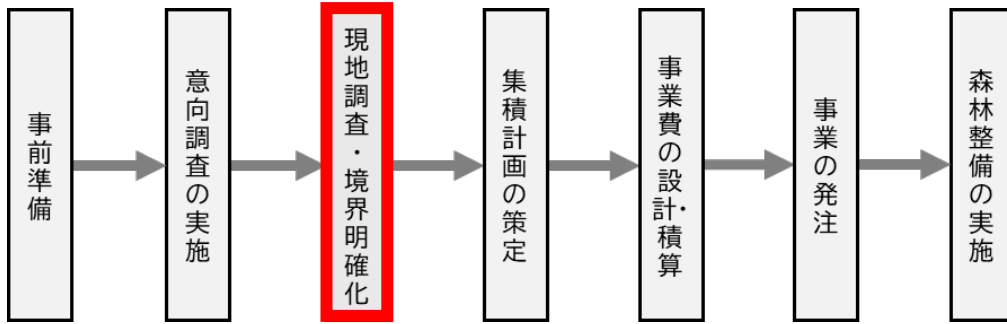 事前準備
意向調査の実施
現地調査・境界明確化
集積計画の策定
事業費の設計・積算
事業の発注
森林整備の実施